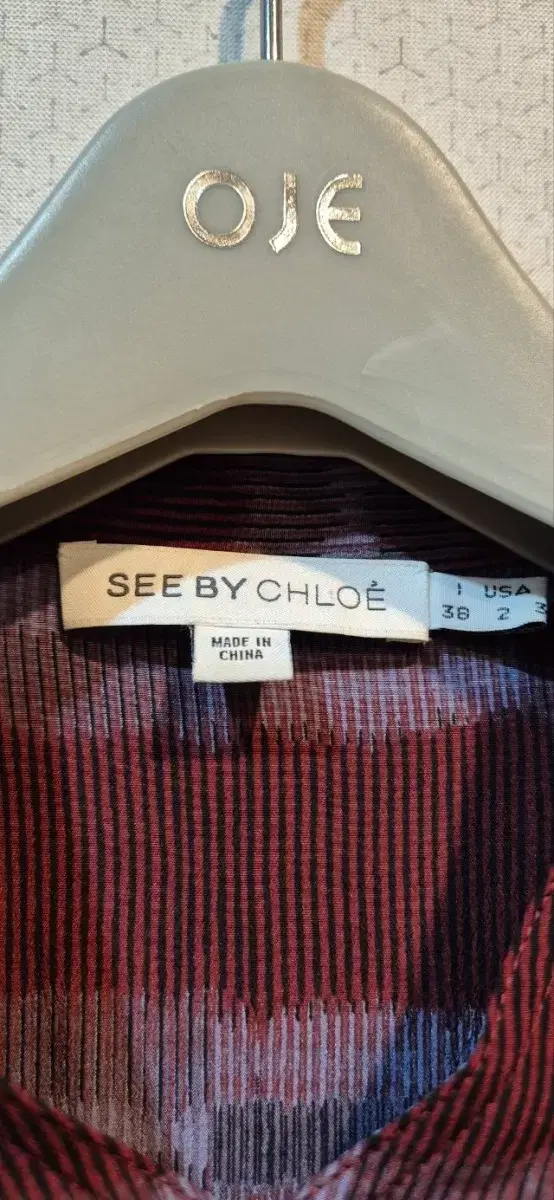 OJE
SEE BY CHLOÉ
I USA
38 2
MADE IN
CHINA